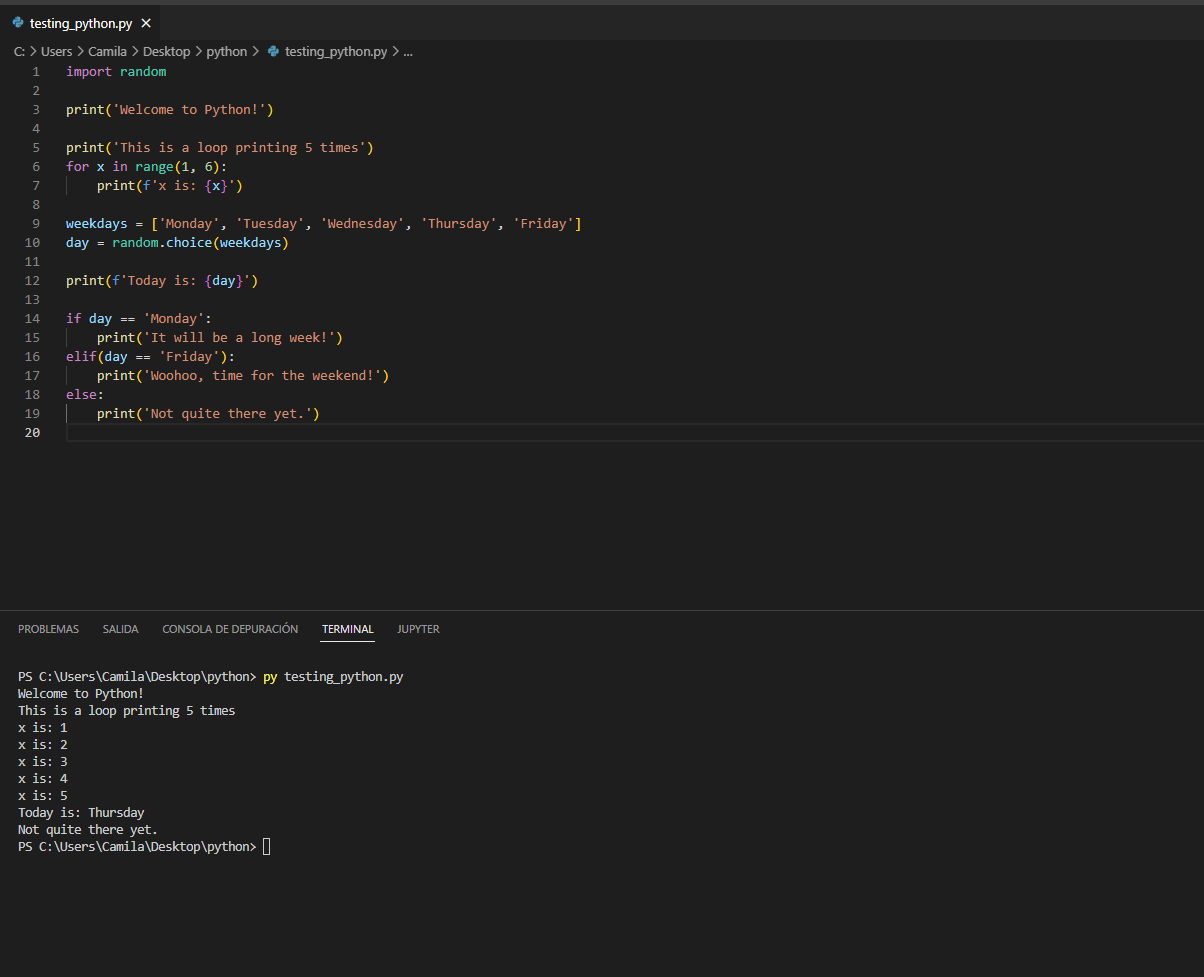 testing_python.py ×
C: > Users > Camila > Desktop > python > testing_python.py > ...
1 import random
2
3 print('Welcome to Python!')
4
5 print('This is a loop printing 5 times')
6 for x in range(1, 6):
7     print(f'x is: {x}')
8
9 weekdays = ['Monday', 'Tuesday', 'Wednesday', 'Thursday', 'Friday']
10 day = random.choice(weekdays)
11
12 print(f'Today is: {day}')
13
14 if day == 'Monday':
15     print('It will be a long week!')
16 elif(day == 'Friday'):
17     print('Woohoo, time for the weekend!')
18 else:
19     print('Not quite there yet.')
20
PROBLEMAS SALIDA CONSOLA DE DEPURACIÓN TERMINAL JUPYTER
PS C:\Users\Camila\Desktop\python> py testing_python.py
Welcome to Python!
This is a loop printing 5 times
x is: 1
x is: 2
x is: 3
x is: 4
x is: 5
Today is: Thursday
Not quite there yet.
PS C:\Users\Camila\Desktop\python>